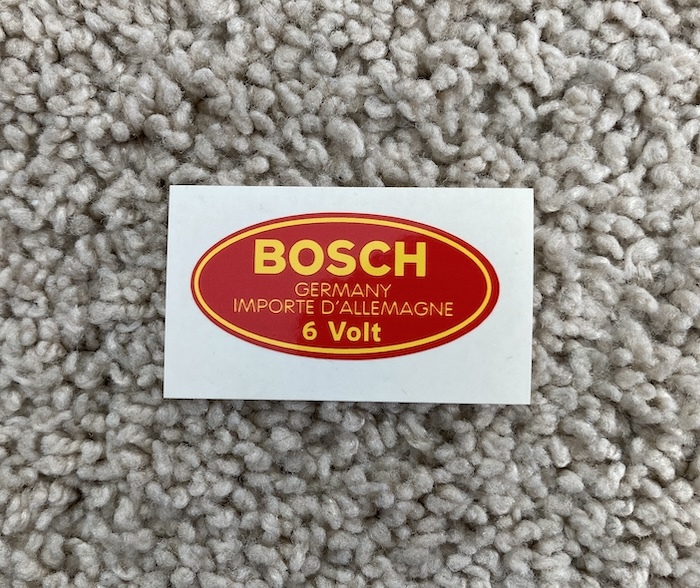 BOSCH
GERMANY
IMPORTE D'ALLEMAGNE
6 Volt